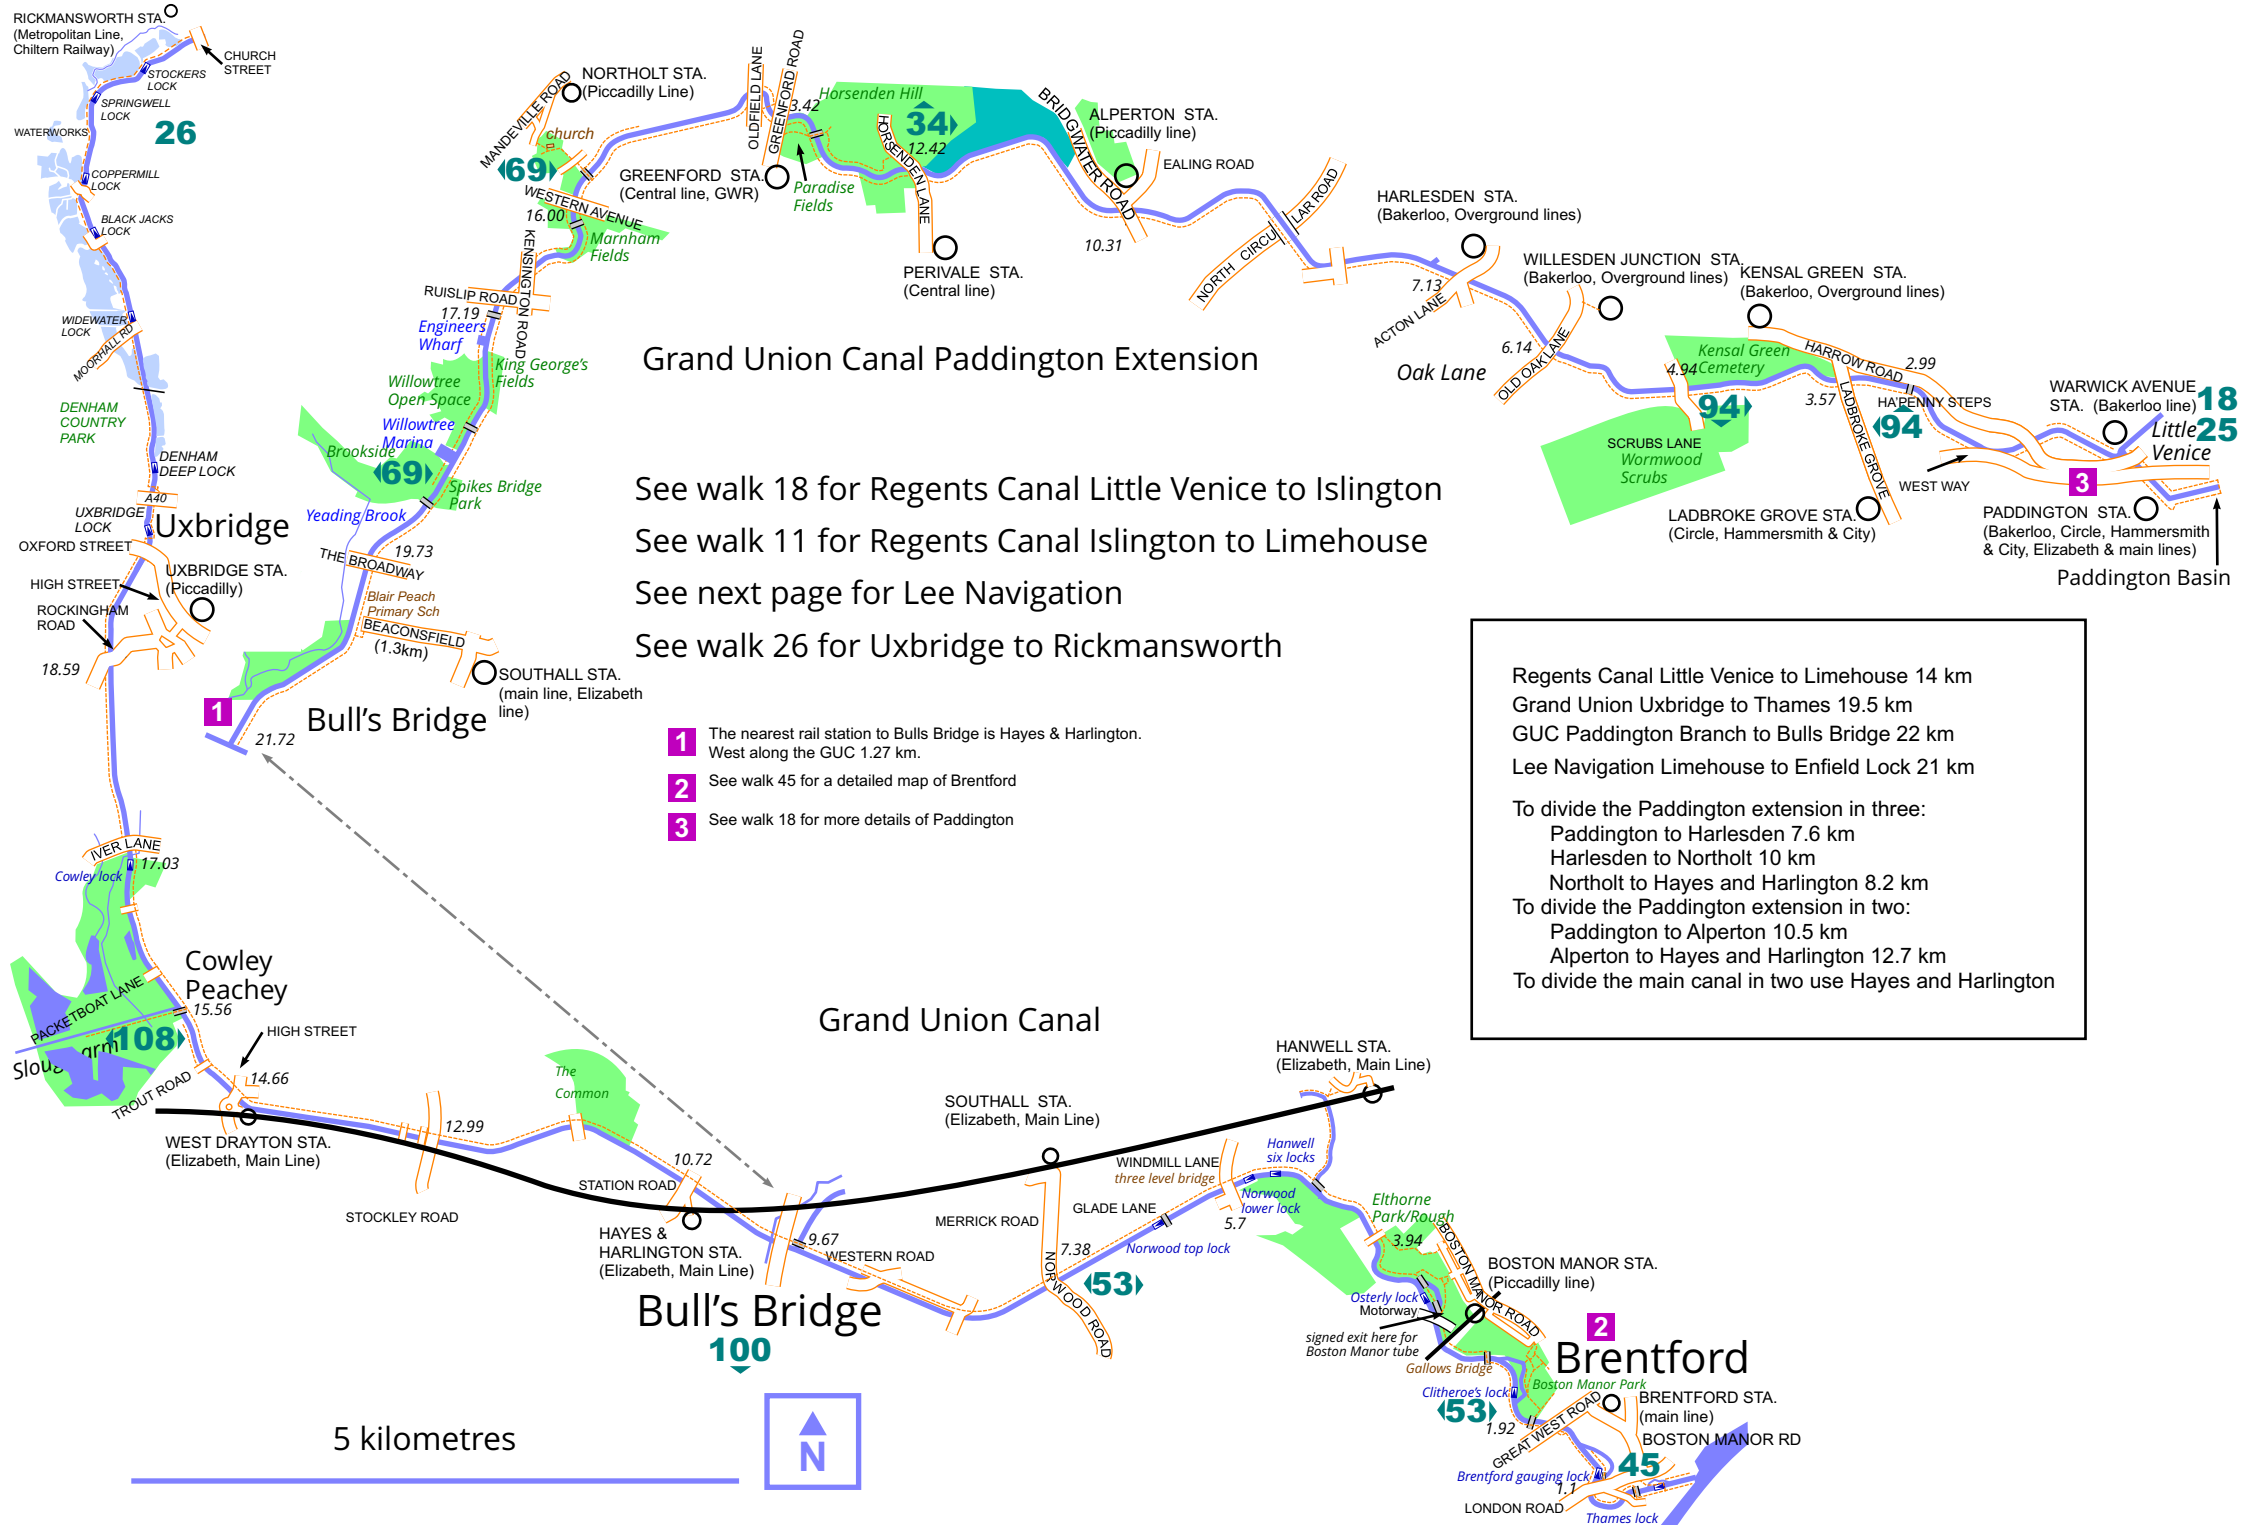 RICKMANSWORTH STA.
(Metropolitan Line,
Chiltern Railway)
CHURCH
STREET
STOCKERS
LOCK
SPRINGWELL
LOCK
WATERWORKS
26
COPPERMILL
LOCK
BLACK JACKS
LOCK
WIDEWATER
LOCK
MOORHALL RD
DENHAM
COUNTRY
PARK
DENHAM
DEEP LOCK
A40
UXBRIDGE
LOCK
Uxbridge
OXFORD STREET
HIGH STREET
UXBRIDGE STA.
(Piccadilly)
ROCKINGHAM
ROAD
18.59
NORTHOLT STA.
(Piccadilly Line)
MANDEVILLE ROAD
church
69
WESTERN AVENUE
16.00
Marnham
Fields
KENSINGTON ROAD
RUISLIP ROAD
17.19
Engineers
Wharf
King George's
Fields
Willowtree
Open Space
Willowtree
Marina
Brookside
69
Spikes Bridge
Park
Yeading Brook
19.73
THE BROADWAY
Blair Peach
Primary Sch
BEACONSFIELD
(1.3km)
SOUTHALL STA.
(main line, Elizabeth
line)
1
Bull's Bridge
21.72
OLDFIELD LANE
GREENFORD ROAD
3.42
GREENFORD STA.
(Central line, GWR)
Horsenden Hill
34
12.42
HORSENDEN LANE
Paradise
Fields
PERIVALE STA.
(Central line)
BRIDGWATER ROAD
ALPERTON STA.
(Piccadilly line)
EALING ROAD
10.31
NORTH CIRCU
LAR ROAD
HARLESDEN STA.
(Bakerloo, Overground lines)
7.13
ACTON LANE
WILLESDEN JUNCTION STA.
(Bakerloo, Overground lines)
6.14
OLD OAK LANE
Oak Lane
KENSAL GREEN STA.
(Bakerloo, Overground lines)
Kensal Green
Cemetery
4.94
HARROW ROAD
2.99
94
SCRUBS LANE
Wormwood
Scrubs
3.57
LADBROKE GROVE
HA'PENNY STEPS
94
WEST WAY
LADBROKE GROVE STA.
(Circle, Hammersmith & City)
WARWICK AVENUE
STA. (Bakerloo line)
18
25
Little
Venice
3
PADDINGTON STA.
(Bakerloo, Circle, Hammersmith
& City, Elizabeth & main lines)
Paddington Basin
Grand Union Canal Paddington Extension
See walk 18 for Regents Canal Little Venice to Islington
See walk 11 for Regents Canal Islington to Limehouse
See next page for Lee Navigation
See walk 26 for Uxbridge to Rickmansworth
1
The nearest rail station to Bulls Bridge is Hayes & Harlington.
West along the GUC 1.27 km.
2
See walk 45 for a detailed map of Brentford
3
See walk 18 for more details of Paddington
Regents Canal Little Venice to Limehouse 14 km
Grand Union Uxbridge to Thames 19.5 km
GUC Paddington Branch to Bulls Bridge 22 km
Lee Navigation Limehouse to Enfield Lock 21 km
To divide the Paddington extension in three:
Paddington to Harlesden 7.6 km
Harlesden to Northolt 10 km
Northolt to Hayes and Harlington 8.2 km
To divide the Paddington extension in two:
Paddington to Alperton 10.5 km
Alperton to Hayes and Harlington 12.7 km
To divide the main canal in two use Hayes and Harlington
IVER LANE
17.03
Cowley lock
Cowley
Peachey
PACKETBOAT LANE
15.56
108
TROUT ROAD
HIGH STREET
14.66
WEST DRAYTON STA.
(Elizabeth, Main Line)
12.99
STOCKLEY ROAD
The
Common
10.72
STATION ROAD
HAYES &
HARLINGTON STA.
(Elizabeth, Main Line)
9.67
WESTERN ROAD
Bull's Bridge
100
Grand Union Canal
SOUTHALL STA.
(Elizabeth, Main Line)
MERRICK ROAD
GLADE LANE
7.38
NORWOOD ROAD
53
Norwood top lock
WINDMILL LANE
three level bridge
5.7
Norwood
lower lock
Hanwell
six locks
HANWELL STA.
(Elizabeth, Main Line)
Elthorne
Park/Rough
3.94
BOSTON MANOR ROAD
BOSTON MANOR STA.
(Piccadilly line)
Osterly lock
Motorway
signed exit here for
Boston Manor tube
Gallows Bridge
Clitheroe's lock
53
1.92
2
Brentford
Boston Manor Park
GREAT WEST ROAD
BRENTFORD STA.
(main line)
BOSTON MANOR RD
45
Brentford gauging lock
1.1
LONDON ROAD
Thames lock
5 kilometres
N